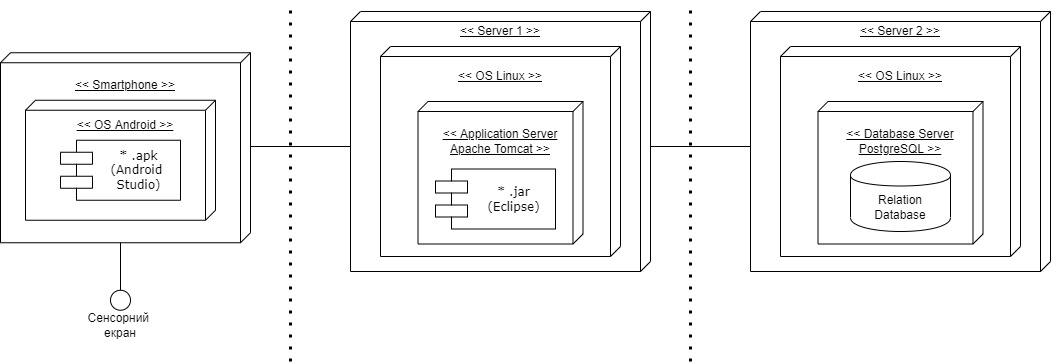 << Smartphone >>
<< OS Android >>
* .apk
(Android
Studio)
Сенсорний
екран
<< Server 1 >>
<< OS Linux >>
<< Application Server
Apache Tomcat >>
* .jar
(Eclipse)
<< Server 2 >>
<< OS Linux >>
<< Database Server
PostgreSQL >>
Relation
Database